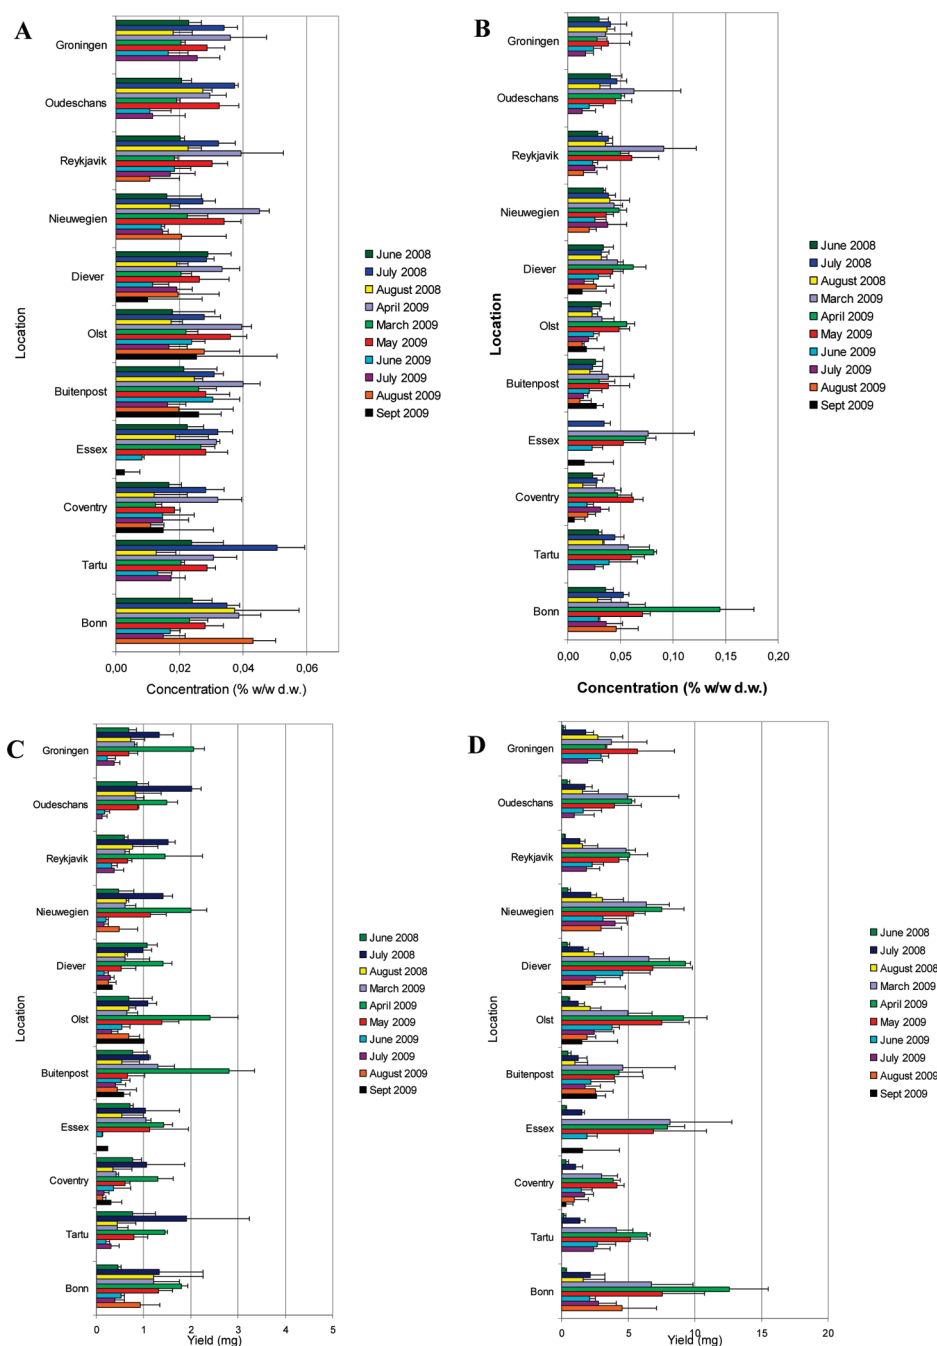 A
Groningen
Oudeschans
Reykjavik
Nieuwegien
Diever
Olst
Buitenpost
Essex
Coventry
Tartu
Bonn
Location
0,00
0,02
0,04
0,06
Concentration (% w/w d.w.)
June 2008
July 2008
August 2008
April 2009
March 2009
May 2009
June 2009
July 2009
August 2009
Sept 2009
B
Groningen
Oudeschans
Reykjavik
Nieuwegien
Diever
Olst
Buitenpost
Essex
Coventry
Tartu
Bonn
Location
0,00
0,05
0,10
0,15
0,20
Concentration (% w/w d.w.)
June 2008
July 2008
August 2008
March 2009
April 2009
May 2009
June 2009
July 2009
August 2009
Sept 2009
C
Groningen
Oudeschans
Reykjavik
Nieuwegien
Diever
Olst
Buitenpost
Essex
Coventry
Tartu
Bonn
Location
0
1
2
3
4
5
Yield (mg)
June 2008
July 2008
August 2008
March 2009
April 2009
May 2009
June 2009
July 2009
August 2009
Sept 2009
D
Groningen
Oudeschans
Reykjavik
Nieuwegien
Diever
Olst
Buitenpost
Essex
Coventry
Tartu
Bonn
Location
0
5
10
15
20
Yield (mg)
June 2008
July 2008
August 2008
March 2009
April 2009
May 2009
June 2009
July 2009
August 2009
Sept 2009